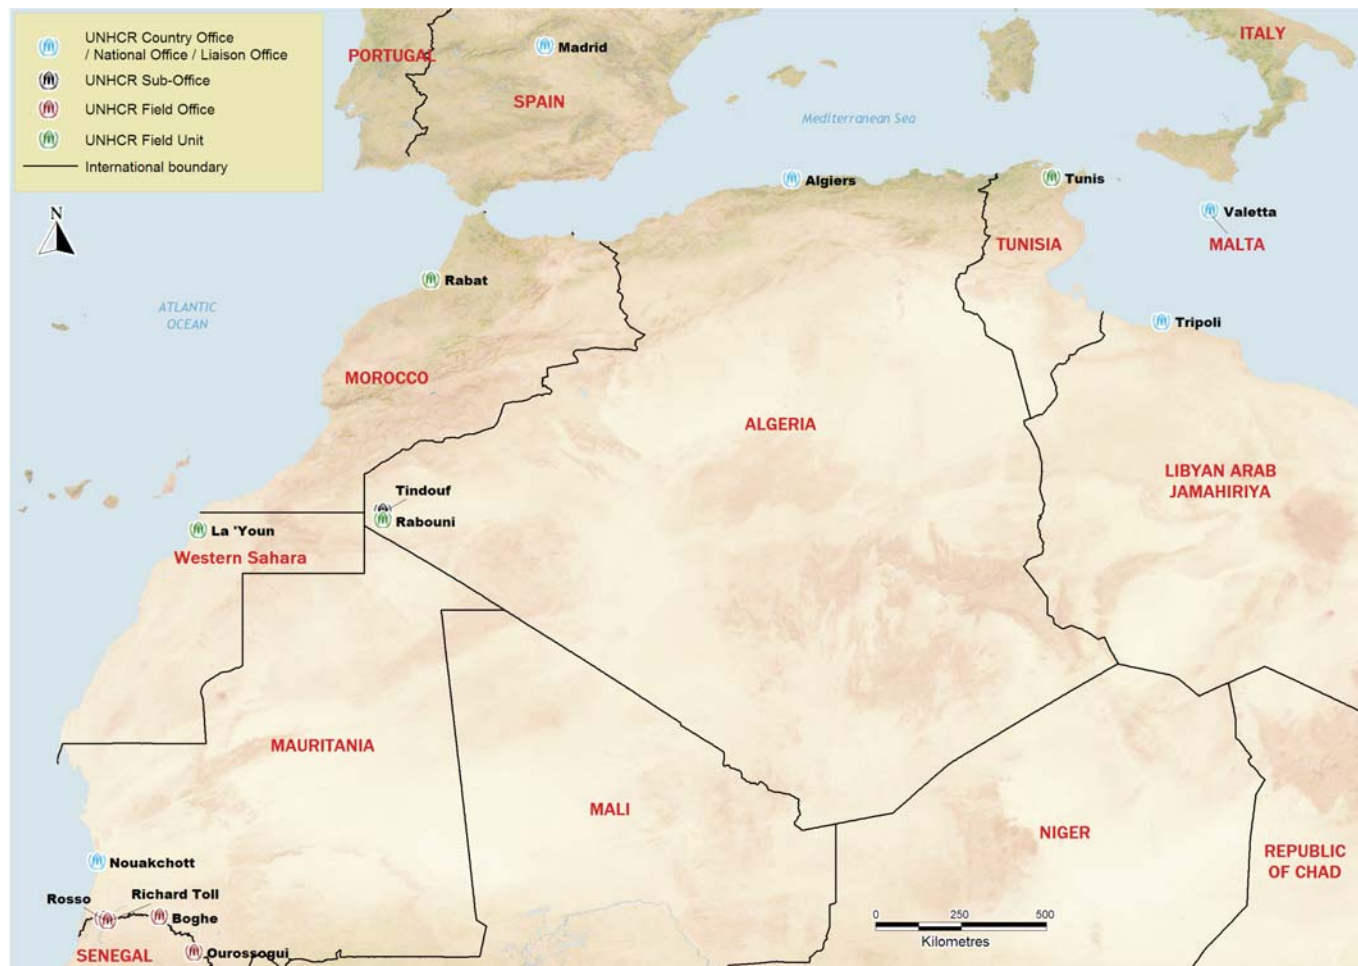 UNHCR Country Office
/ National Office / Liaison Office
UNHCR Sub-Office
UNHCR Field Office
UNHCR Field Unit
International boundary
N
PORTUGAL
Madrid
SPAIN
ITALY
Mediterranean Sea
Algiers
Tunis
Valetta
TUNISIA
MALTA
Rabat
ATLANTIC
OCEAN
Tripoli
MOROCCO
ALGERIA
LIBYAN ARAB
JAMAHIRIYA
Tindouf
Rabouni
La 'Youn
Western Sahara
MAURITANIA
MALI
NIGER
REPUBLIC
OF CHAD
Nouakchott
Rosso
Richard Toll
Boghe
Ourossogui
SENEGAL
0 250 500
Kilometres